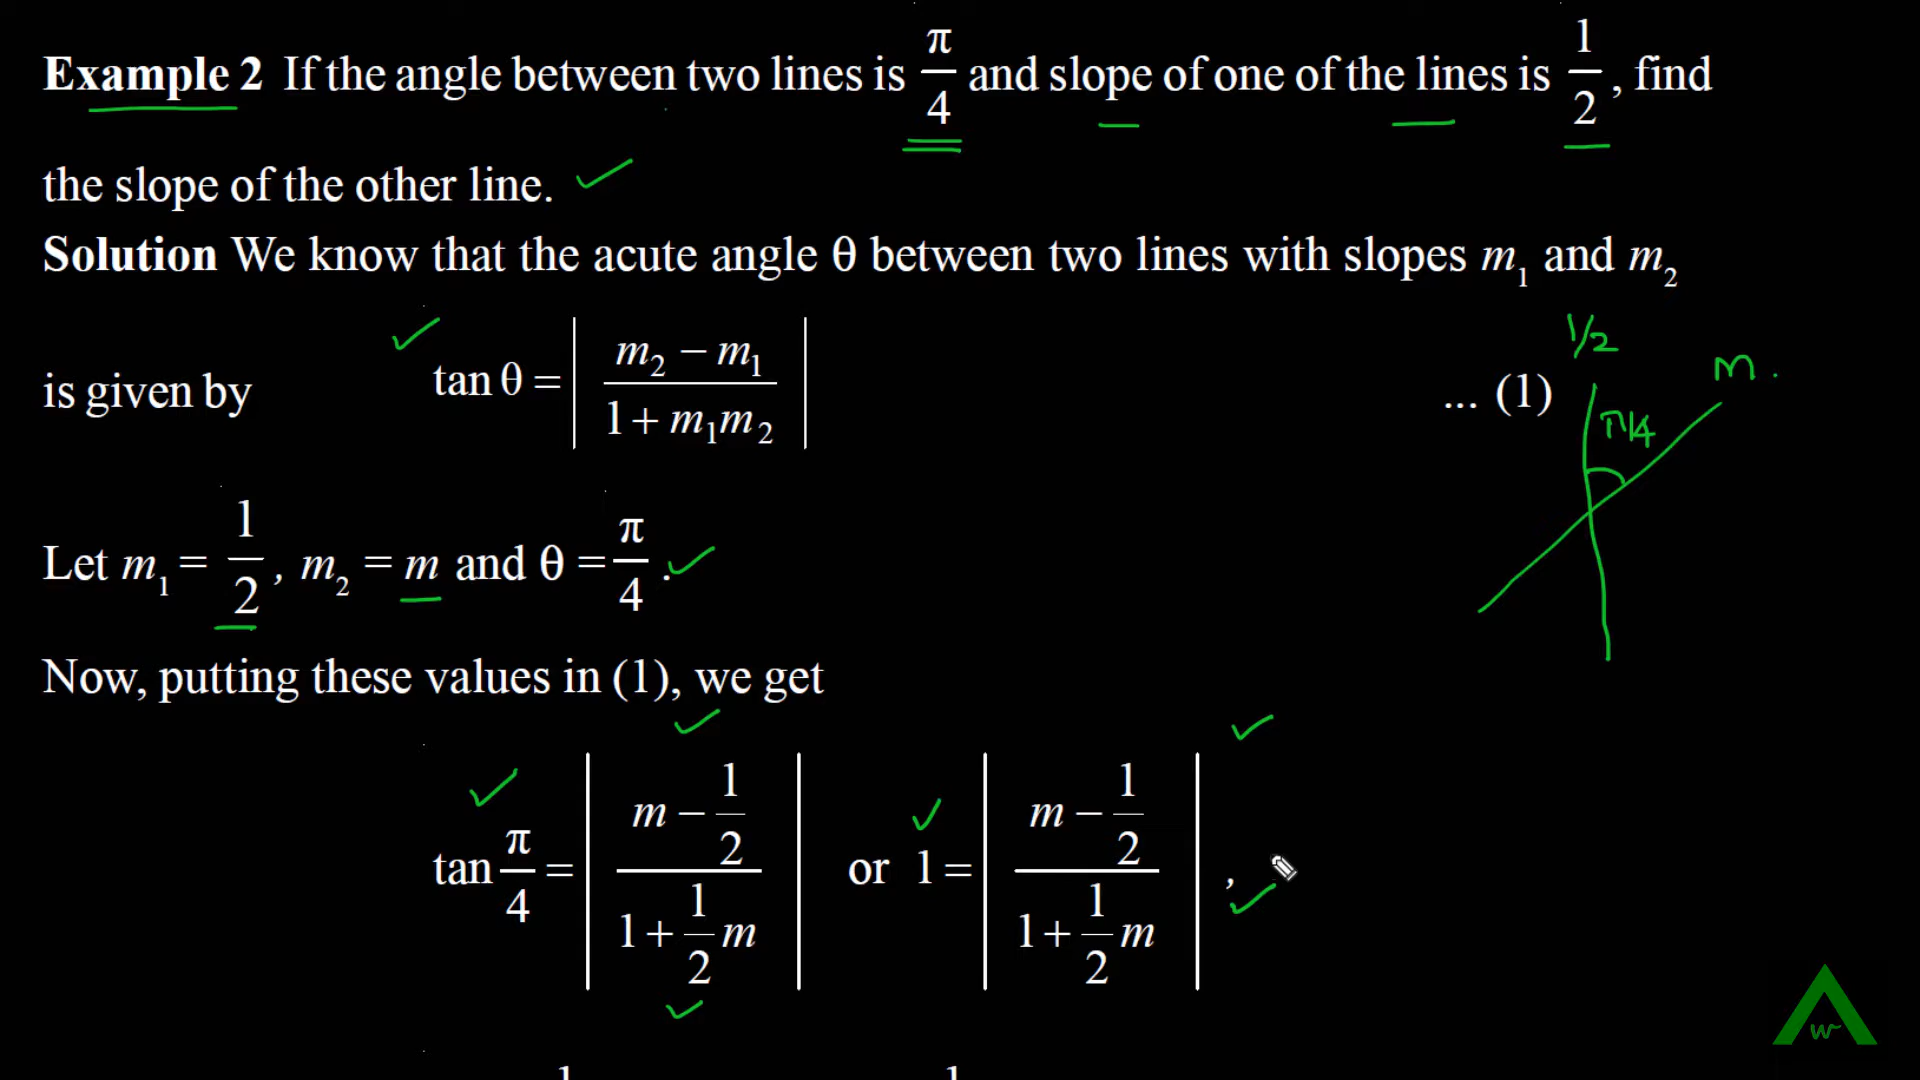 Example 2 If the angle between two lines is π/4 and slope of one of the lines is 1/2, find
the slope of the other line.
Solution We know that the acute angle θ between two lines with slopes m₁ and m₂
is given by tan θ = | (m₂ − m₁) / (1 + m₁m₂) | ... (1)
1/2
m.
π/4
Let m₁ = 1/2, m₂ = m and θ = π/4.
Now, putting these values in (1), we get
tan π/4 = | (m − 1/2) / (1 + 1/2 m) | or 1 = | (m − 1/2) / (1 + 1/2 m) |,
1 1
w